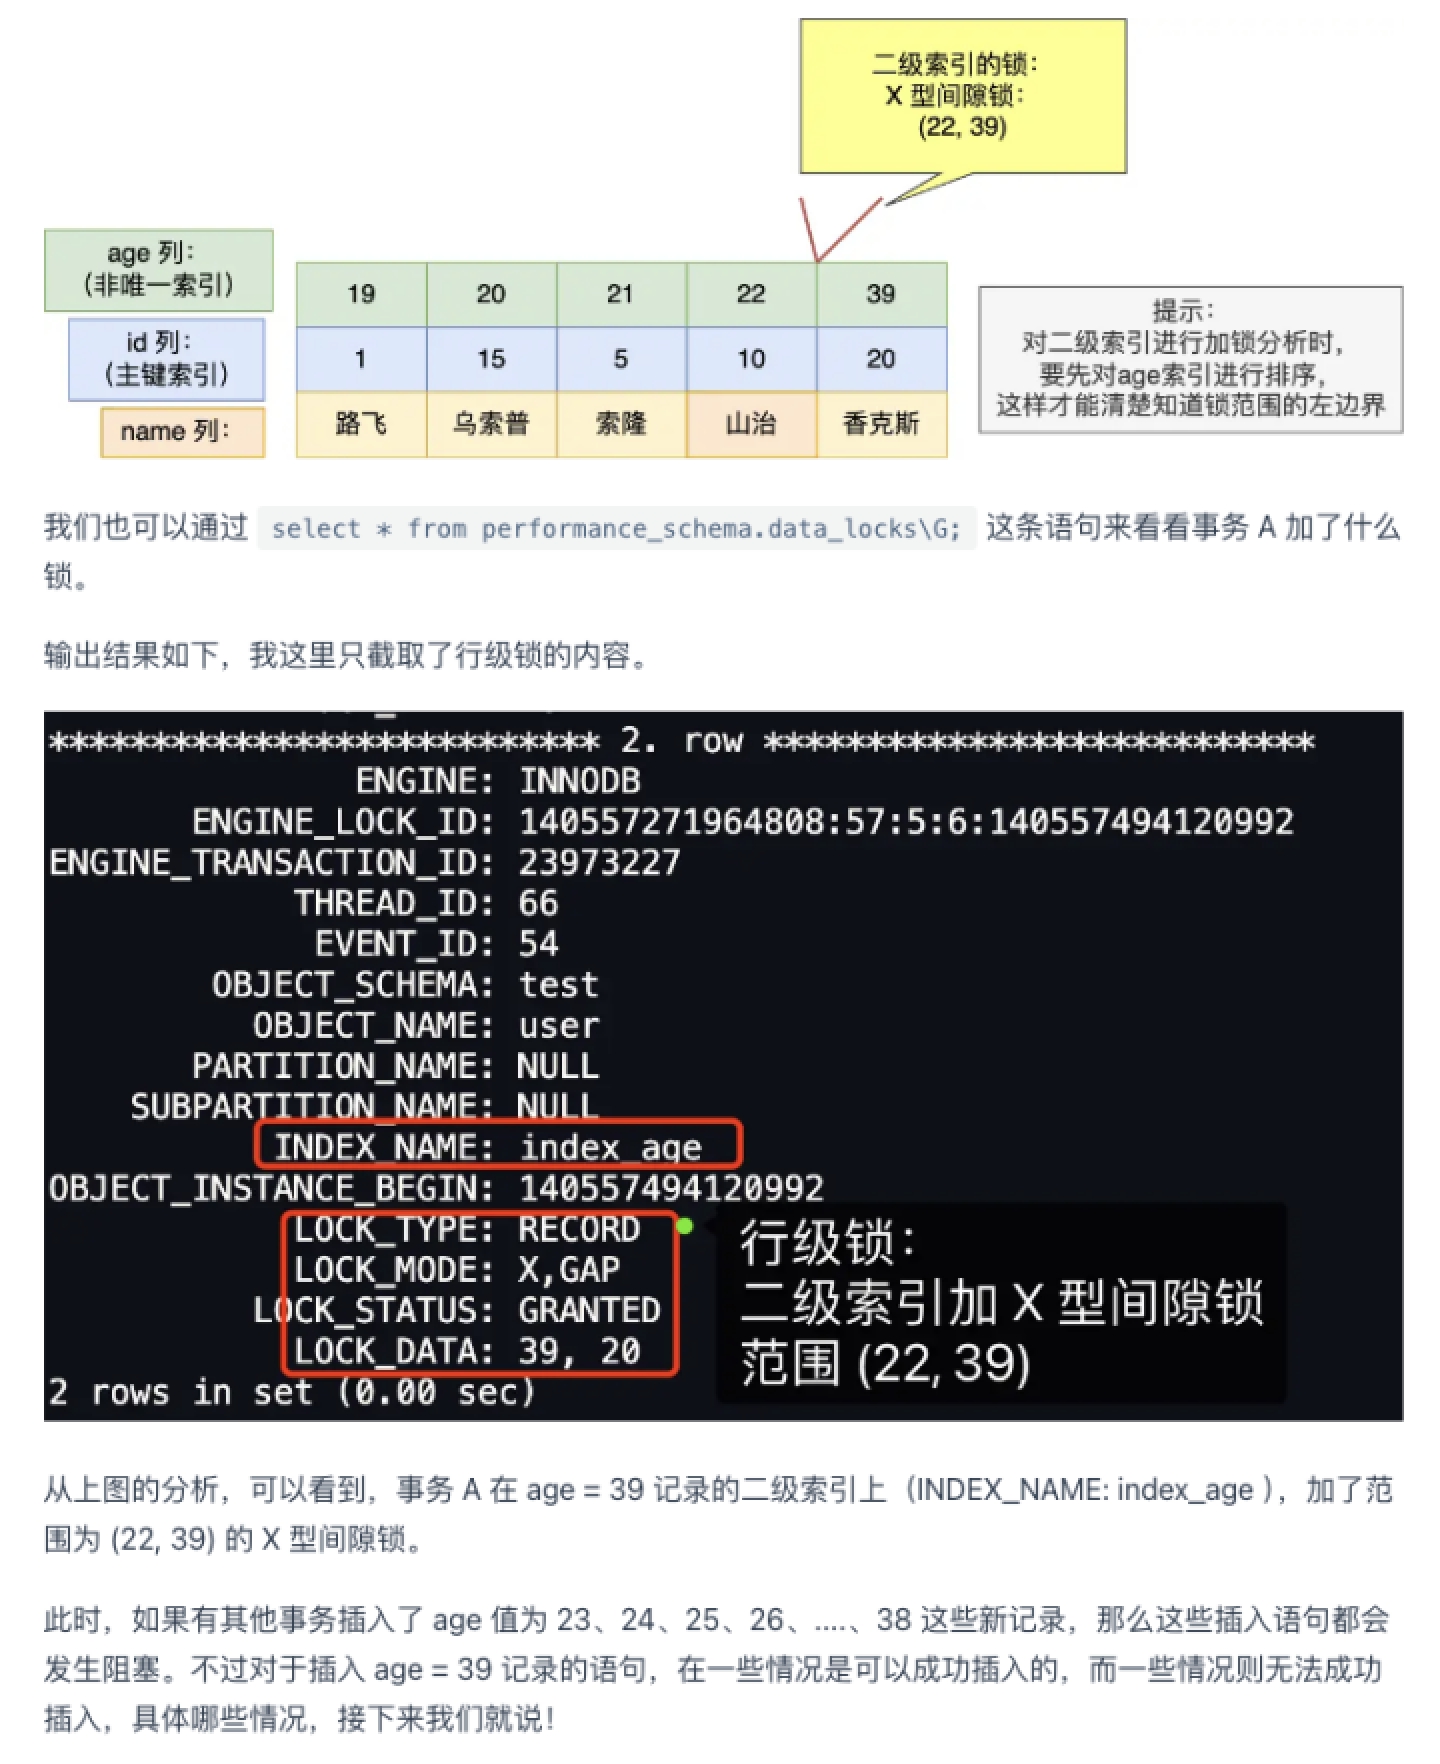 二级索引的锁：
X 型间隙锁：
(22, 39)
age 列：
（非唯一索引）
id 列：
（主键索引）
name 列：
19 20 21 22 39
1 15 5 10 20
路飞 乌索普 索隆 山治 香克斯
提示：
对二级索引进行加锁分析时，
要先对age索引进行排序，
这样才能清楚知道锁范围的左边界
我们也可以通过 select * from performance_schema.data_locks\G; 这条语句来看看事务 A 加了什么
锁。
输出结果如下，我这里只截取了行级锁的内容。
*************************** 2. row ***************************
ENGINE: INNODB
ENGINE_LOCK_ID: 140557271964808:57:5:6:140557494120992
ENGINE_TRANSACTION_ID: 23973227
THREAD_ID: 66
EVENT_ID: 54
OBJECT_SCHEMA: test
OBJECT_NAME: user
PARTITION_NAME: NULL
SUBPARTITION_NAME: NULL
INDEX_NAME: index_age
OBJECT_INSTANCE_BEGIN: 140557494120992
LOCK_TYPE: RECORD
LOCK_MODE: X,GAP
LOCK_STATUS: GRANTED
LOCK_DATA: 39, 20
2 rows in set (0.00 sec)
行级锁：
二级索引加 X 型间隙锁
范围 (22, 39)
从上图的分析，可以看到，事务 A 在 age = 39 记录的二级索引上（INDEX_NAME: index_age ），加了范
围为 (22, 39) 的 X 型间隙锁。
此时，如果有其他事务插入了 age 值为 23、24、25、26、....、38 这些新记录，那么这些插入语句都会
发生阻塞。不过对于插入 age = 39 记录的语句，在一些情况是可以成功插入的，而一些情况则无法成功
插入，具体哪些情况，接下来我们就说！